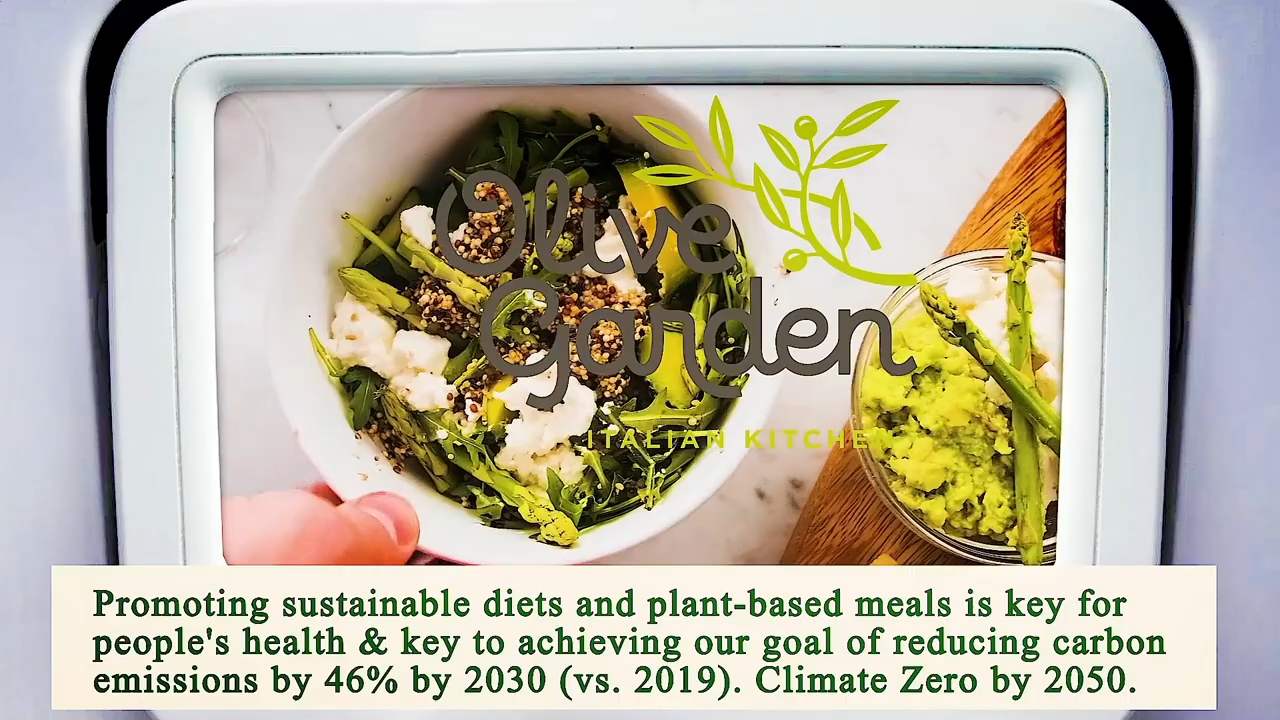 Olive
Garden
ITALIAN KITCHEN
Promoting sustainable diets and plant-based meals is key for
people's health & key to achieving our goal of reducing carbon
emissions by 46% by 2030 (vs. 2019). Climate Zero by 2050.